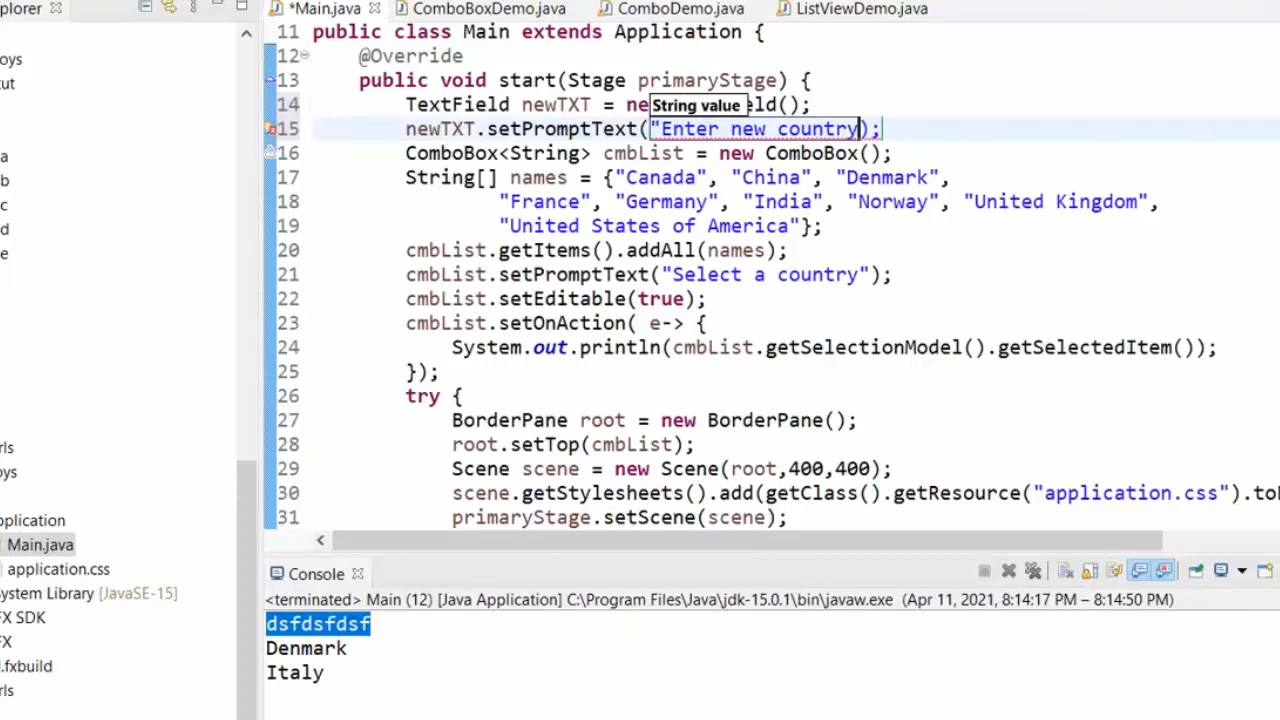 plorer
*Main.java ComboBoxDemo.java ComboDemo.java ListViewDemo.java
11 public class Main extends Application {
12 @Override
13 public void start(Stage primaryStage) {
14 TextField newTXT = ne String value eld();
15 newTXT.setPromptText("Enter new country);
16 ComboBox<String> cmbList = new ComboBox();
17 String[] names = {"Canada", "China", "Denmark",
18 "France", "Germany", "India", "Norway", "United Kingdom",
19 "United States of America"};
20 cmbList.getItems().addAll(names);
21 cmbList.setPromptText("Select a country");
22 cmbList.setEditable(true);
23 cmbList.setOnAction( e-> {
24 System.out.println(cmbList.getSelectionModel().getSelectedItem());
25 });
26 try {
27 BorderPane root = new BorderPane();
28 root.setTop(cmbList);
29 Scene scene = new Scene(root,400,400);
30 scene.getStylesheets().add(getClass().getResource("application.css").toE
31 primaryStage.setScene(scene);
oys
ut
a
b
c
d
e
rls
oys
pplication
Main.java
application.css
ystem Library [JavaSE-15]
FX SDK
FX
l.fxbuild
rls
Console
<terminated> Main (12) [Java Application] C:\Program Files\Java\jdk-15.0.1\bin\javaw.exe (Apr 11, 2021, 8:14:17 PM – 8:14:50 PM)
dsfdsfdsf
Denmark
Italy